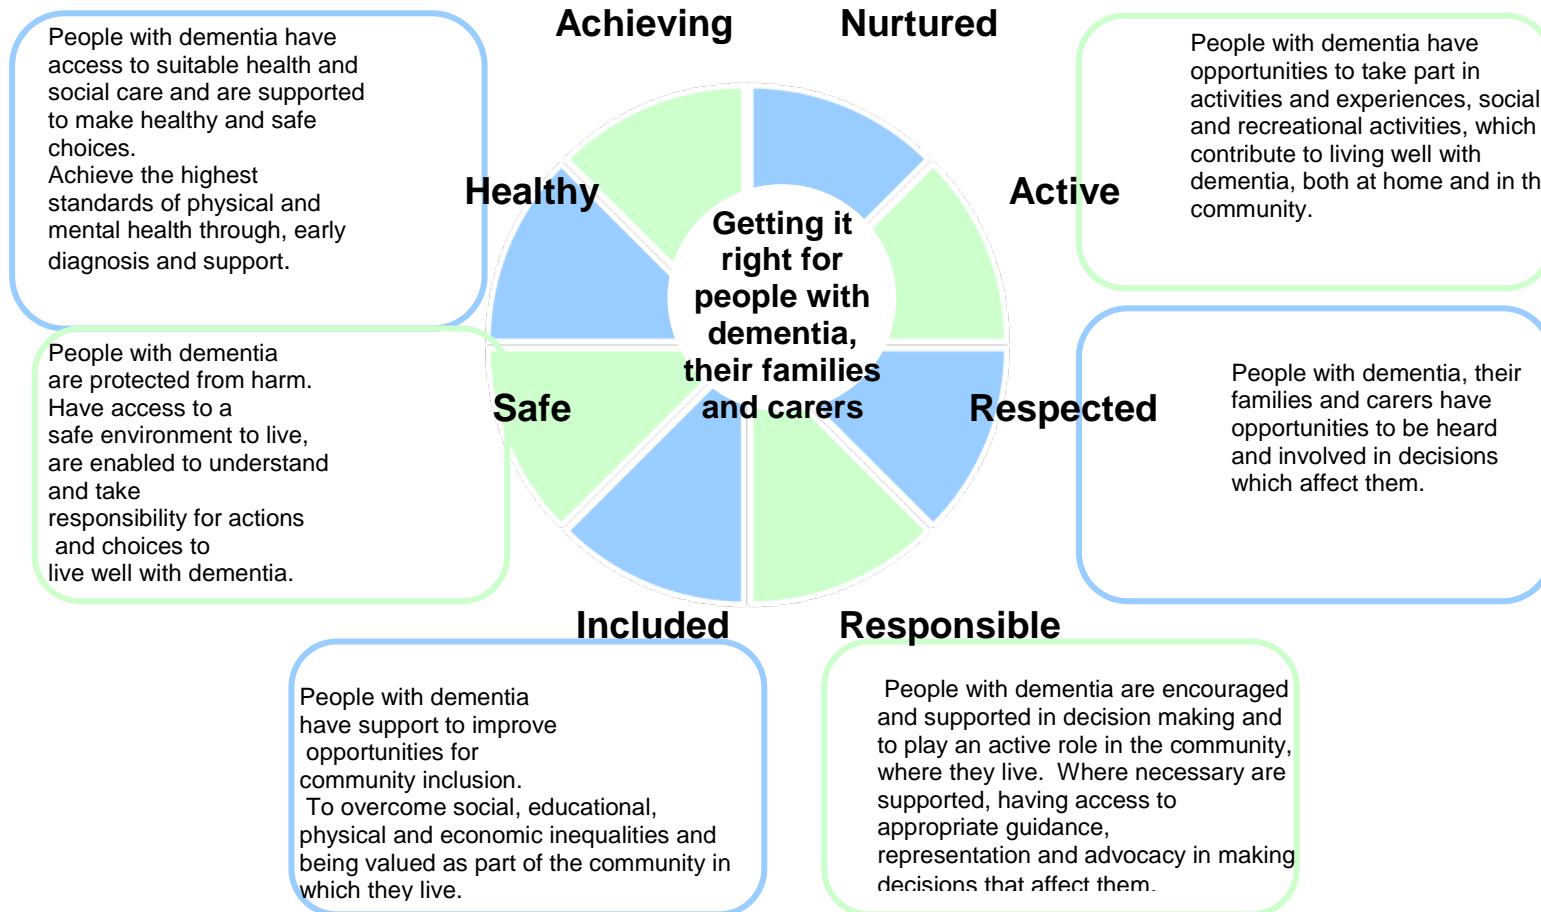 Achieving
Nurtured
People with dementia have
access to suitable health and
social care and are supported
to make healthy and safe
choices.
Achieve the highest
standards of physical and
mental health through, early
diagnosis and support.
Healthy
People with dementia have
opportunities to take part in
activities and experiences, social
and recreational activities, which
contribute to living well with
dementia, both at home and in th
community.
Active
Getting it
right for
people with
dementia,
their families
and carers
People with dementia
are protected from harm.
Have access to a
safe environment to live,
are enabled to understand
and take
responsibility for actions
and choices to
live well with dementia.
Safe
Respected
People with dementia, their
families and carers have
opportunities to be heard
and involved in decisions
which affect them.
Included
People with dementia
have support to improve
opportunities for
community inclusion.
To overcome social, educational,
physical and economic inequalities and
being valued as part of the community in
which they live.
Responsible
People with dementia are encouraged
and supported in decision making and
to play an active role in the community,
where they live.  Where necessary are
supported, having access to
appropriate guidance,
representation and advocacy in making
decisions that affect them.